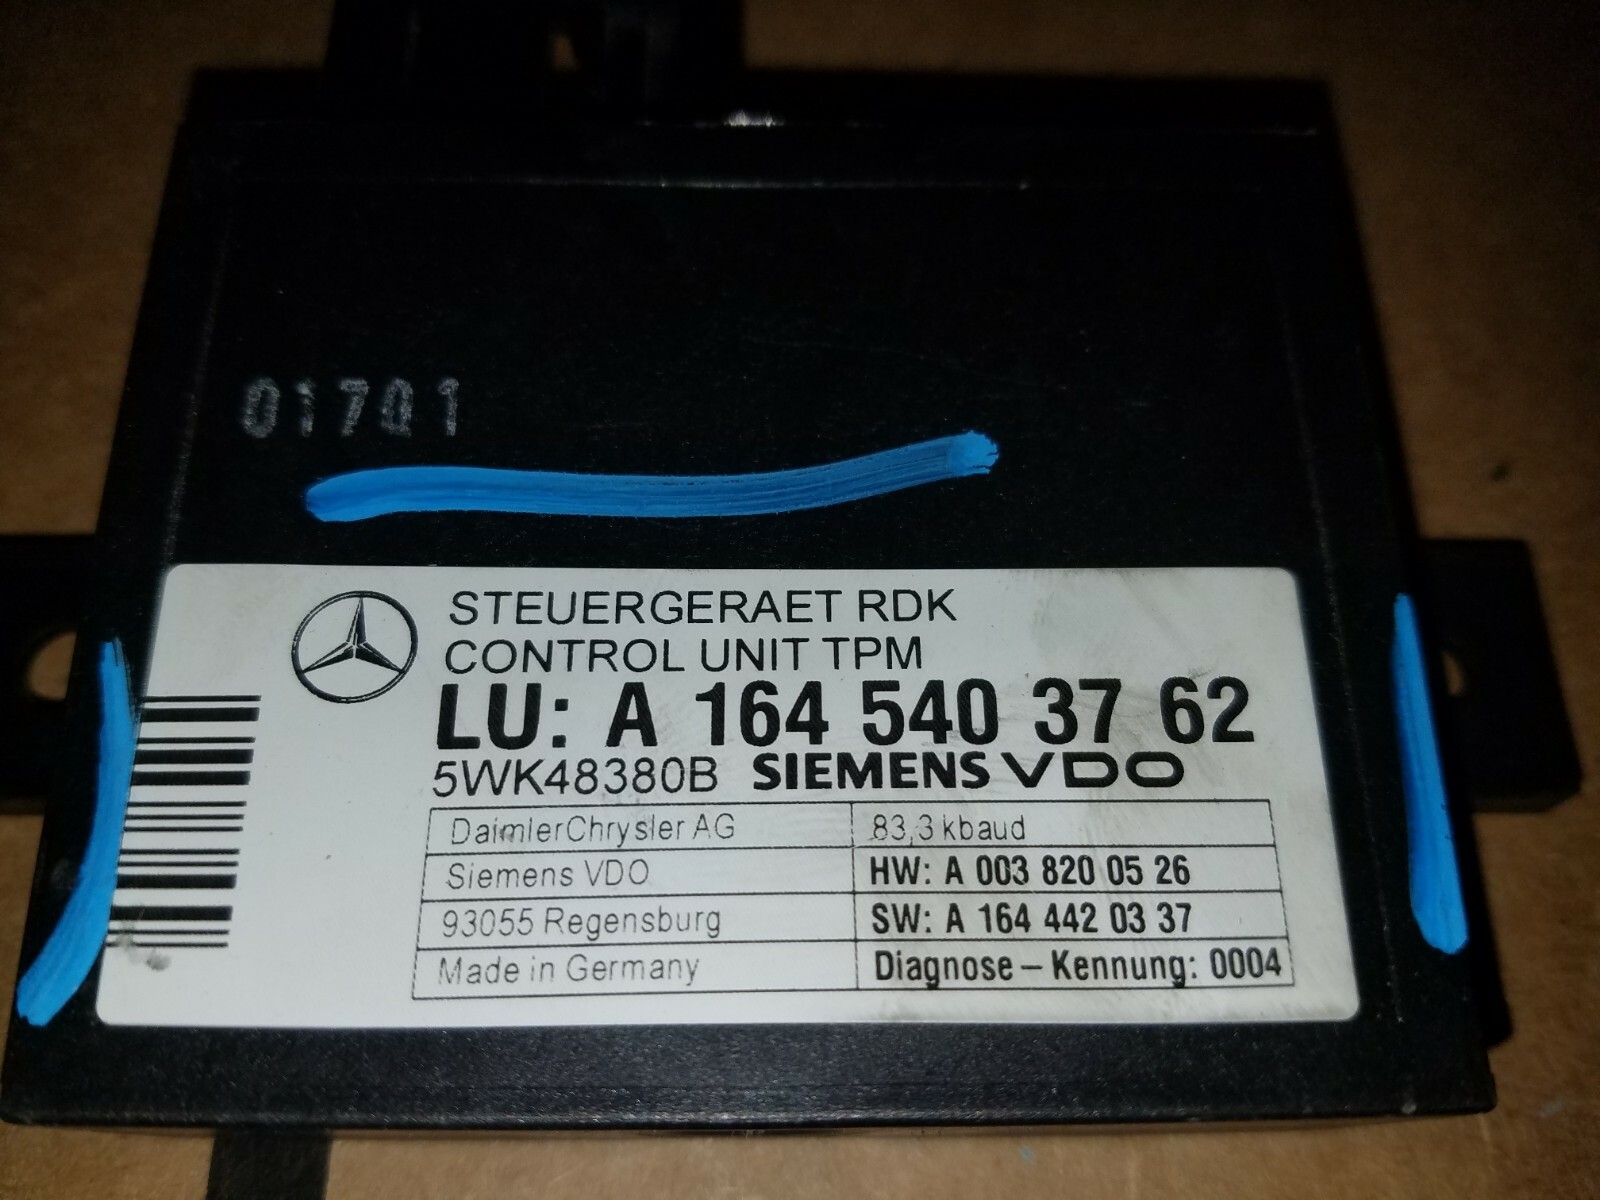 01701
STEUERGERAET RDK
CONTROL UNIT TPM
LU: A 164 540 37 62
5WK48380B SIEMENS VDO
DaimlerChrysler AG 83,3 kbaud
Siemens VDO HW: A 003 820 05 26
93055 Regensburg SW: A 164 442 03 37
Made in Germany Diagnose – Kennung: 0004